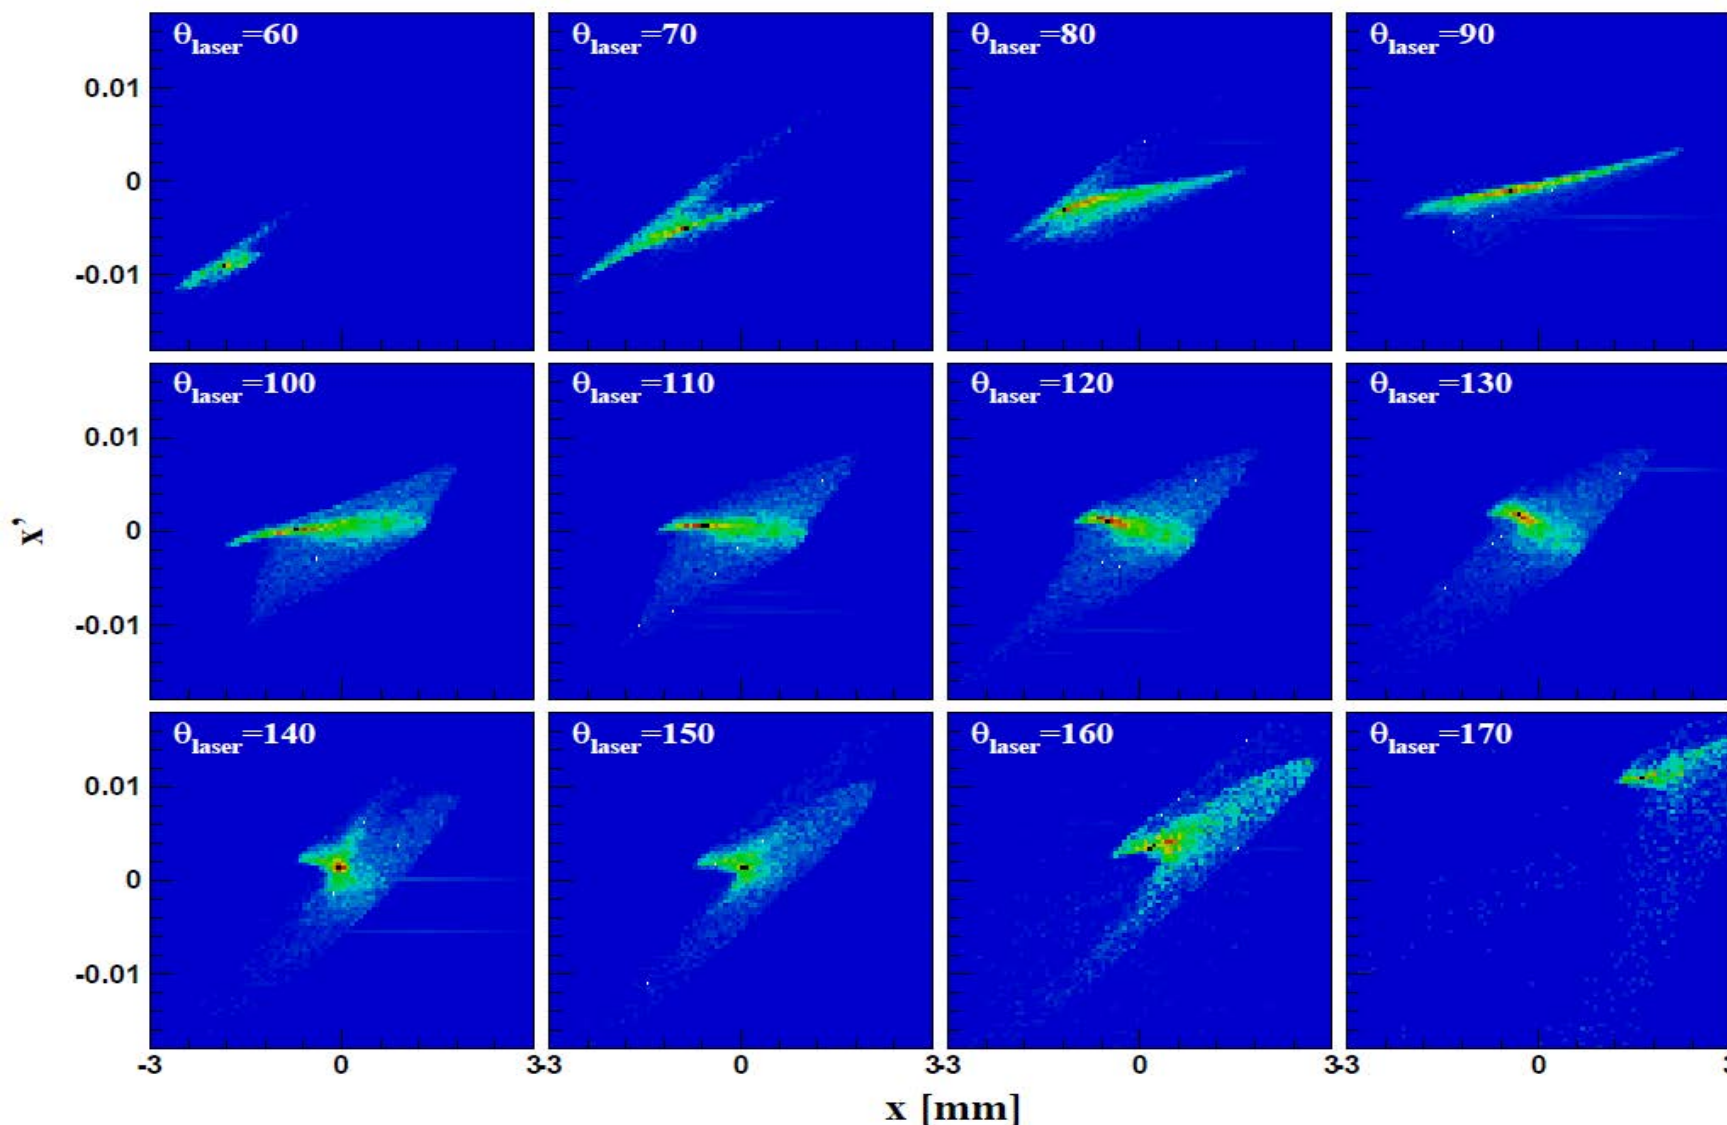 θlaser=60 θlaser=70 θlaser=80 θlaser=90
0.01
0
-0.01
θlaser=100 θlaser=110 θlaser=120 θlaser=130
0.01
x'
0
-0.01
θlaser=140 θlaser=150 θlaser=160 θlaser=170
0.01
0
-0.01
-3 0 3-3 0 3-3 0 3-3 0
x [mm]